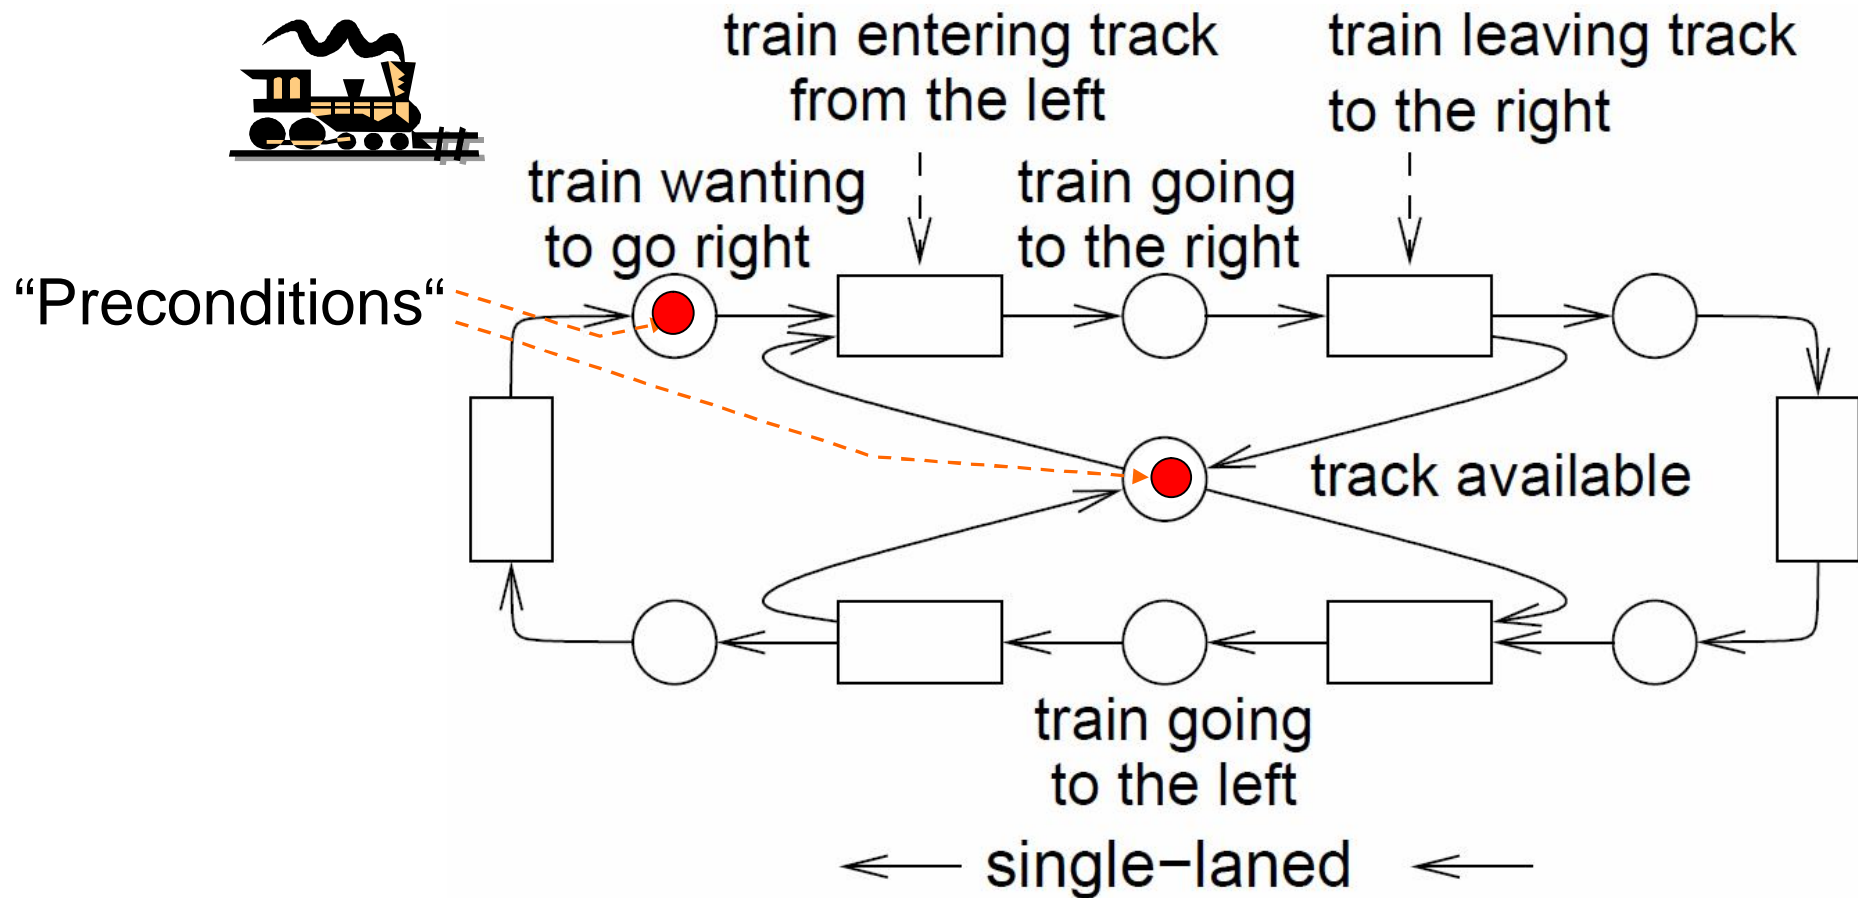 train entering track
from the left
train leaving track
to the right
train wanting
to go right
train going
to the right
“Preconditions“
track available
train going
to the left
single−laned